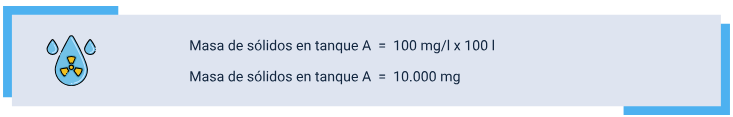 Masa de sólidos en tanque A = 100 mg/l x 100 l
Masa de sólidos en tanque A = 10.000 mg